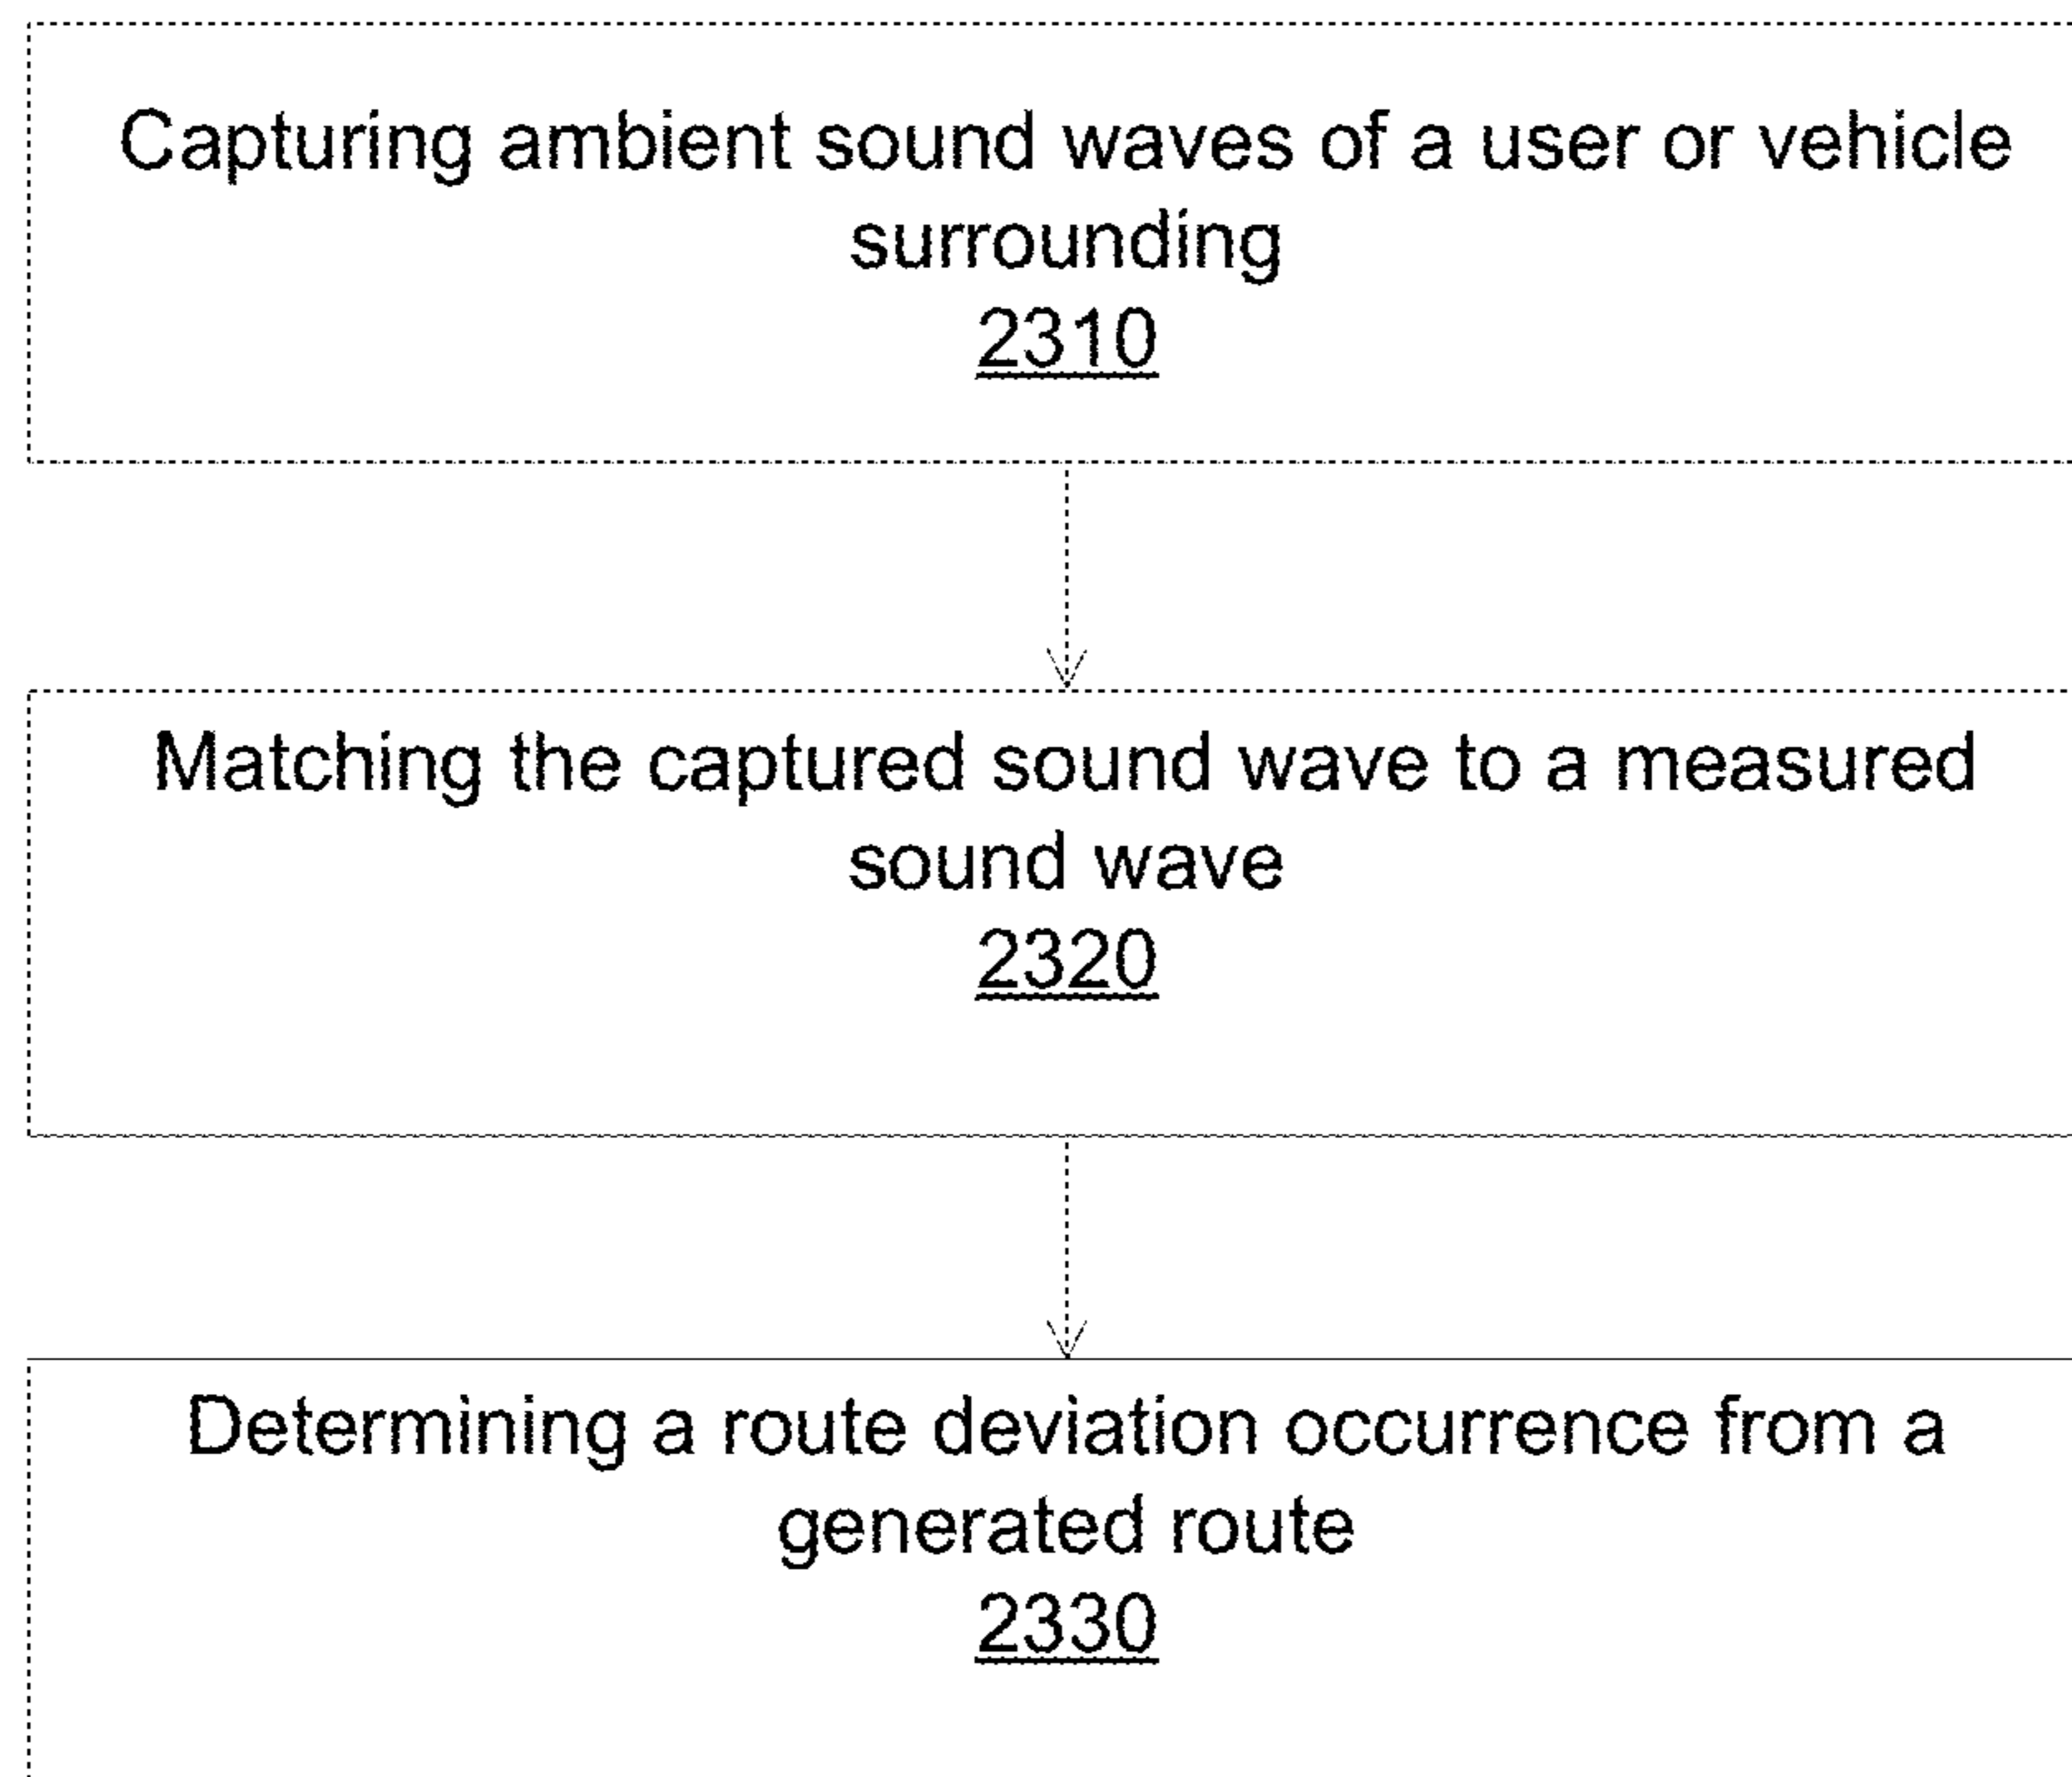 Capturing ambient sound waves of a user or vehicle
surrounding
2310
Matching the captured sound wave to a measured
sound wave
2320
Determining a route deviation occurrence from a
generated route
2330